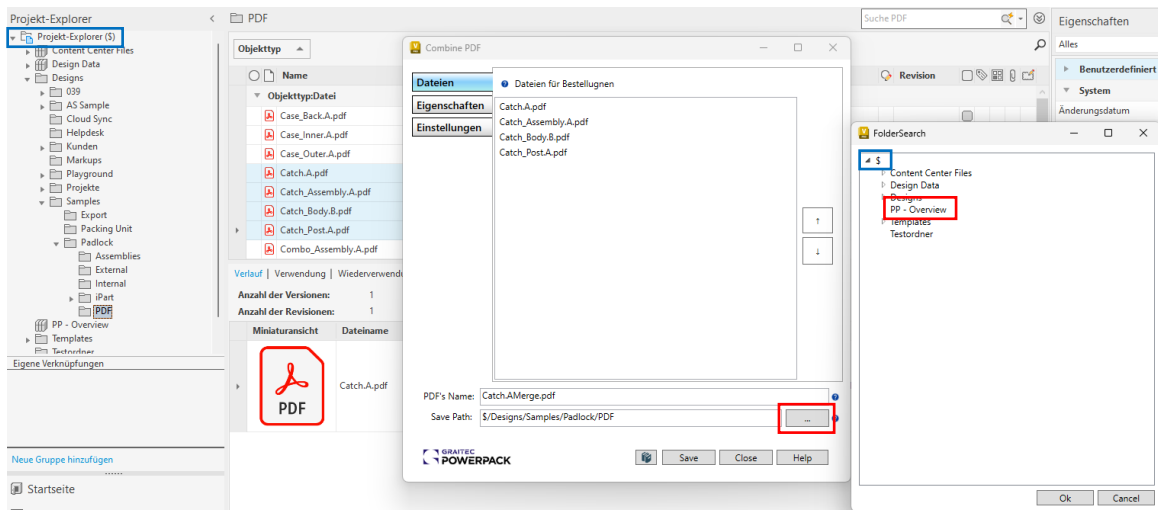 Projekt-Explorer
Projekt-Explorer ($)
Content Center Files
Design Data
Designs
039
AS Sample
Cloud Sync
Helpdesk
Kunden
Markups
Playground
Projekte
Samples
Export
Packing Unit
Padlock
Assemblies
External
Internal
iPart
PDF
PP - Overview
Templates
Testordner
Eigene Verknüpfungen
Neue Gruppe hinzufügen
Startseite
PDF
Suche PDF
Objekttyp
Name
Revision
Objekttyp:Datei
Case_Back.A.pdf
Case_Inner.A.pdf
Case_Outer.A.pdf
Catch.A.pdf
Catch_Assembly.A.pdf
Catch_Body.B.pdf
Catch_Post.A.pdf
Combo_Assembly.A.pdf
Verlauf | Verwendung | Wiederverwend
Anzahl der Versionen: 1
Anzahl der Revisionen: 1
Miniaturansicht Dateiname
PDF
Catch.A.pdf
Combine PDF
Dateien
Eigenschaften
Einstellungen
Dateien für Bestellugnen
Catch.A.pdf
Catch_Assembly.A.pdf
Catch_Body.B.pdf
Catch_Post.A.pdf
PDF's Name: Catch.AMerge.pdf
Save Path: $/Designs/Samples/Padlock/PDF
...
GRAITEC
POWERPACK
Save Close Help
Eigenschaften
Alles
Benutzerdefiniert
System
Änderungsdatum
FolderSearch
$
Content Center Files
Design Data
Designs
PP - Overview
Templates
Testordner
Ok Cancel